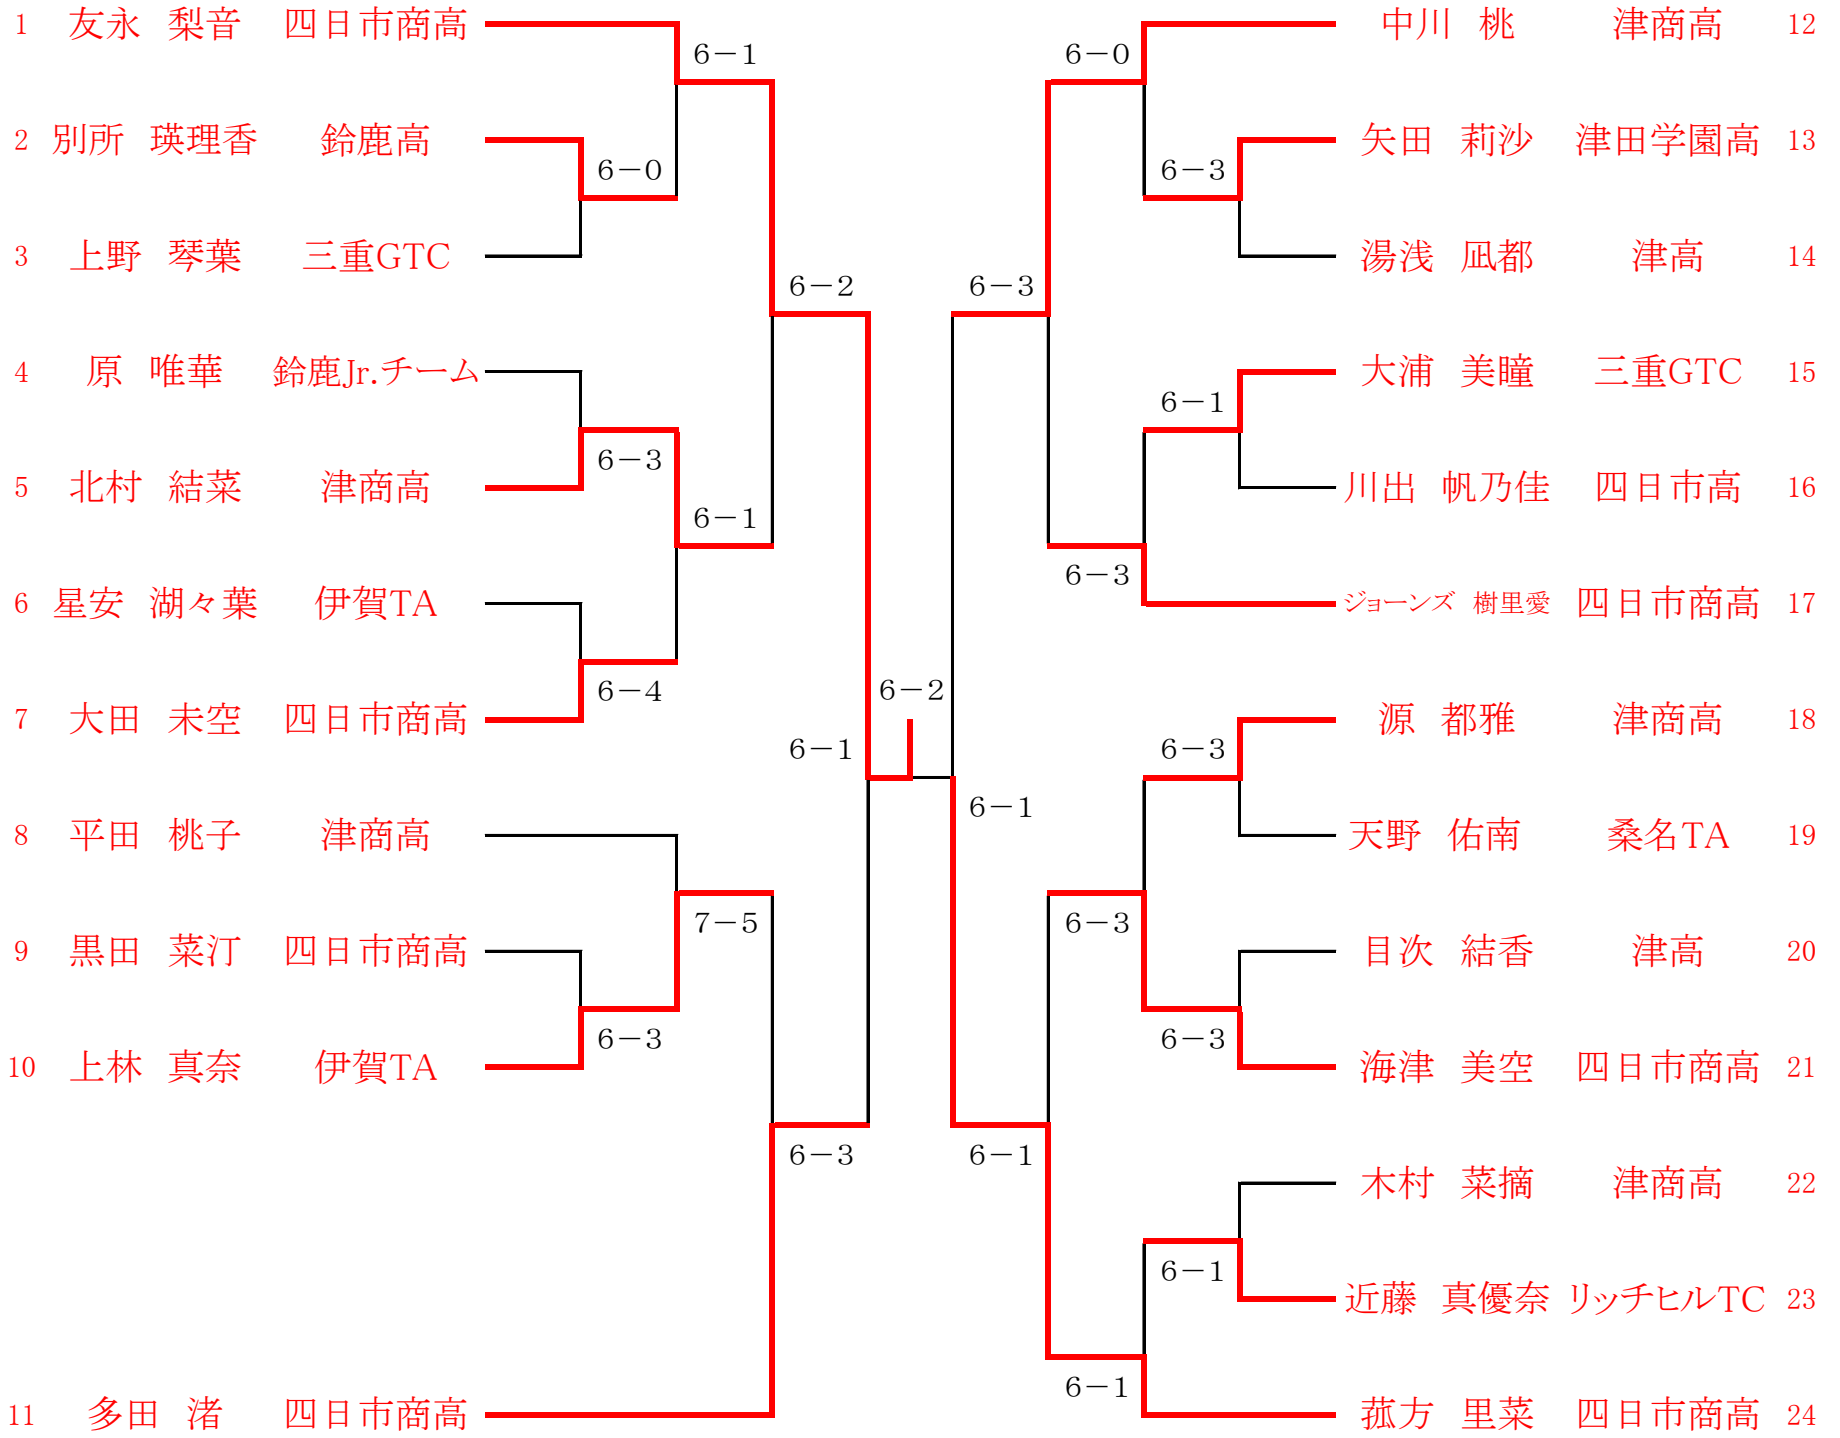 1 友永 梨音 四日市商高
6－1
2 別所 瑛理香 鈴鹿高
6－0
3 上野 琴葉 三重GTC
6－2
4 原 唯華 鈴鹿Jr.チーム
6－3
5 北村 結菜 津商高
6－1
6 星安 湖々葉 伊賀TA
6－4
7 大田 未空 四日市商高
6－1
8 平田 桃子 津商高
7－5
9 黒田 菜汀 四日市商高
6－3
10 上林 真奈 伊賀TA
6－3
11 多田 渚 四日市商高
6－2
中川 桃 津商高 12
6－0
矢田 莉沙 津田学園高 13
6－3
湯浅 凪都 津高 14
6－3
大浦 美瞳 三重GTC 15
6－1
川出 帆乃佳 四日市高 16
6－3
ジョーンズ 樹里愛 四日市商高 17
源 都雅 津商高 18
6－3
6－1
天野 佑南 桑名TA 19
6－3
目次 結香 津高 20
6－3
海津 美空 四日市商高 21
6－1
木村 菜摘 津商高 22
6－1
近藤 真優奈 リッチヒルTC 23
6－1
菰方 里菜 四日市商高 24